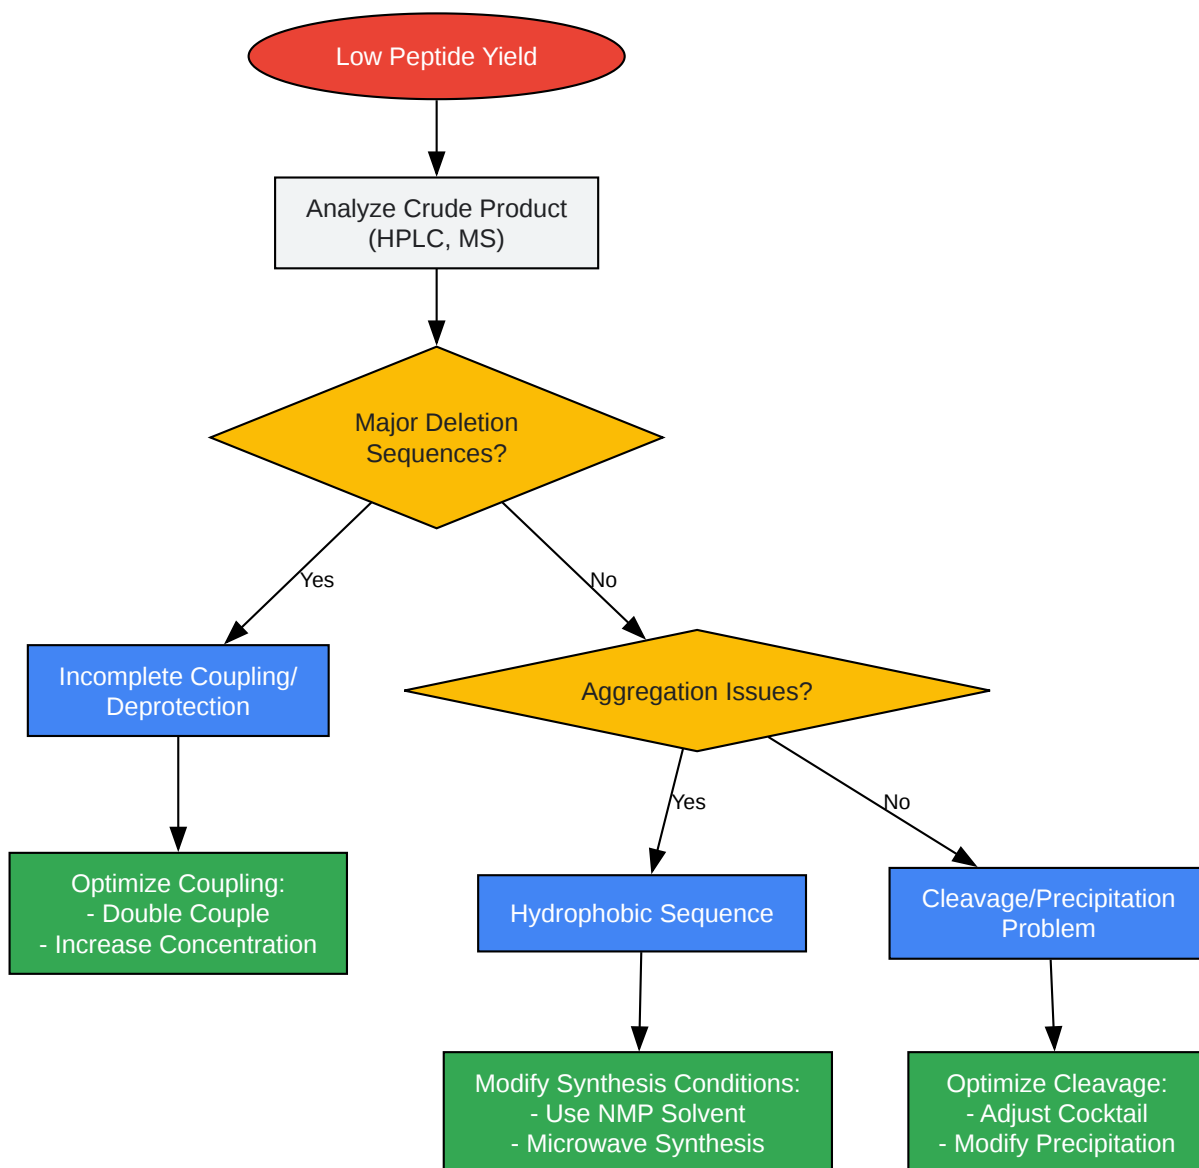 Low Peptide Yield
Analyze Crude Product
(HPLC, MS)
Major Deletion
Sequences?
Yes
No
Incomplete Coupling/
Deprotection
Aggregation Issues?
Yes
No
Optimize Coupling:
- Double Couple
- Increase Concentration
Hydrophobic Sequence
Cleavage/Precipitation
Problem
Modify Synthesis Conditions:
- Use NMP Solvent
- Microwave Synthesis
Optimize Cleavage:
- Adjust Cocktail
- Modify Precipitation